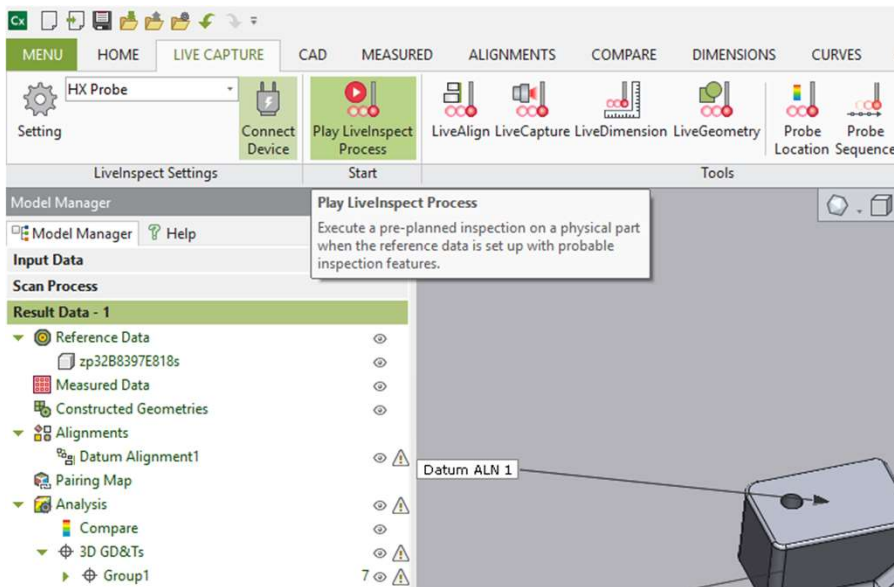 Cx
MENU HOME LIVE CAPTURE CAD MEASURED ALIGNMENTS COMPARE DIMENSIONS CURVES
HX Probe
Setting
Connect Device
Play LiveInspect Process
LiveAlign LiveCapture LiveDimension LiveGeometry
Probe Location
Probe Sequence
LiveInspect Settings Start Tools
Model Manager
Model Manager Help
Play LiveInspect Process
Execute a pre-planned inspection on a physical part
when the reference data is set up with probable
inspection features.
Input Data
Scan Process
Result Data - 1
Reference Data
zp32B8397E818s
Measured Data
Constructed Geometries
Alignments
Datum Alignment1
Datum ALN 1
Pairing Map
Analysis
Compare
3D GD&Ts
Group1 7